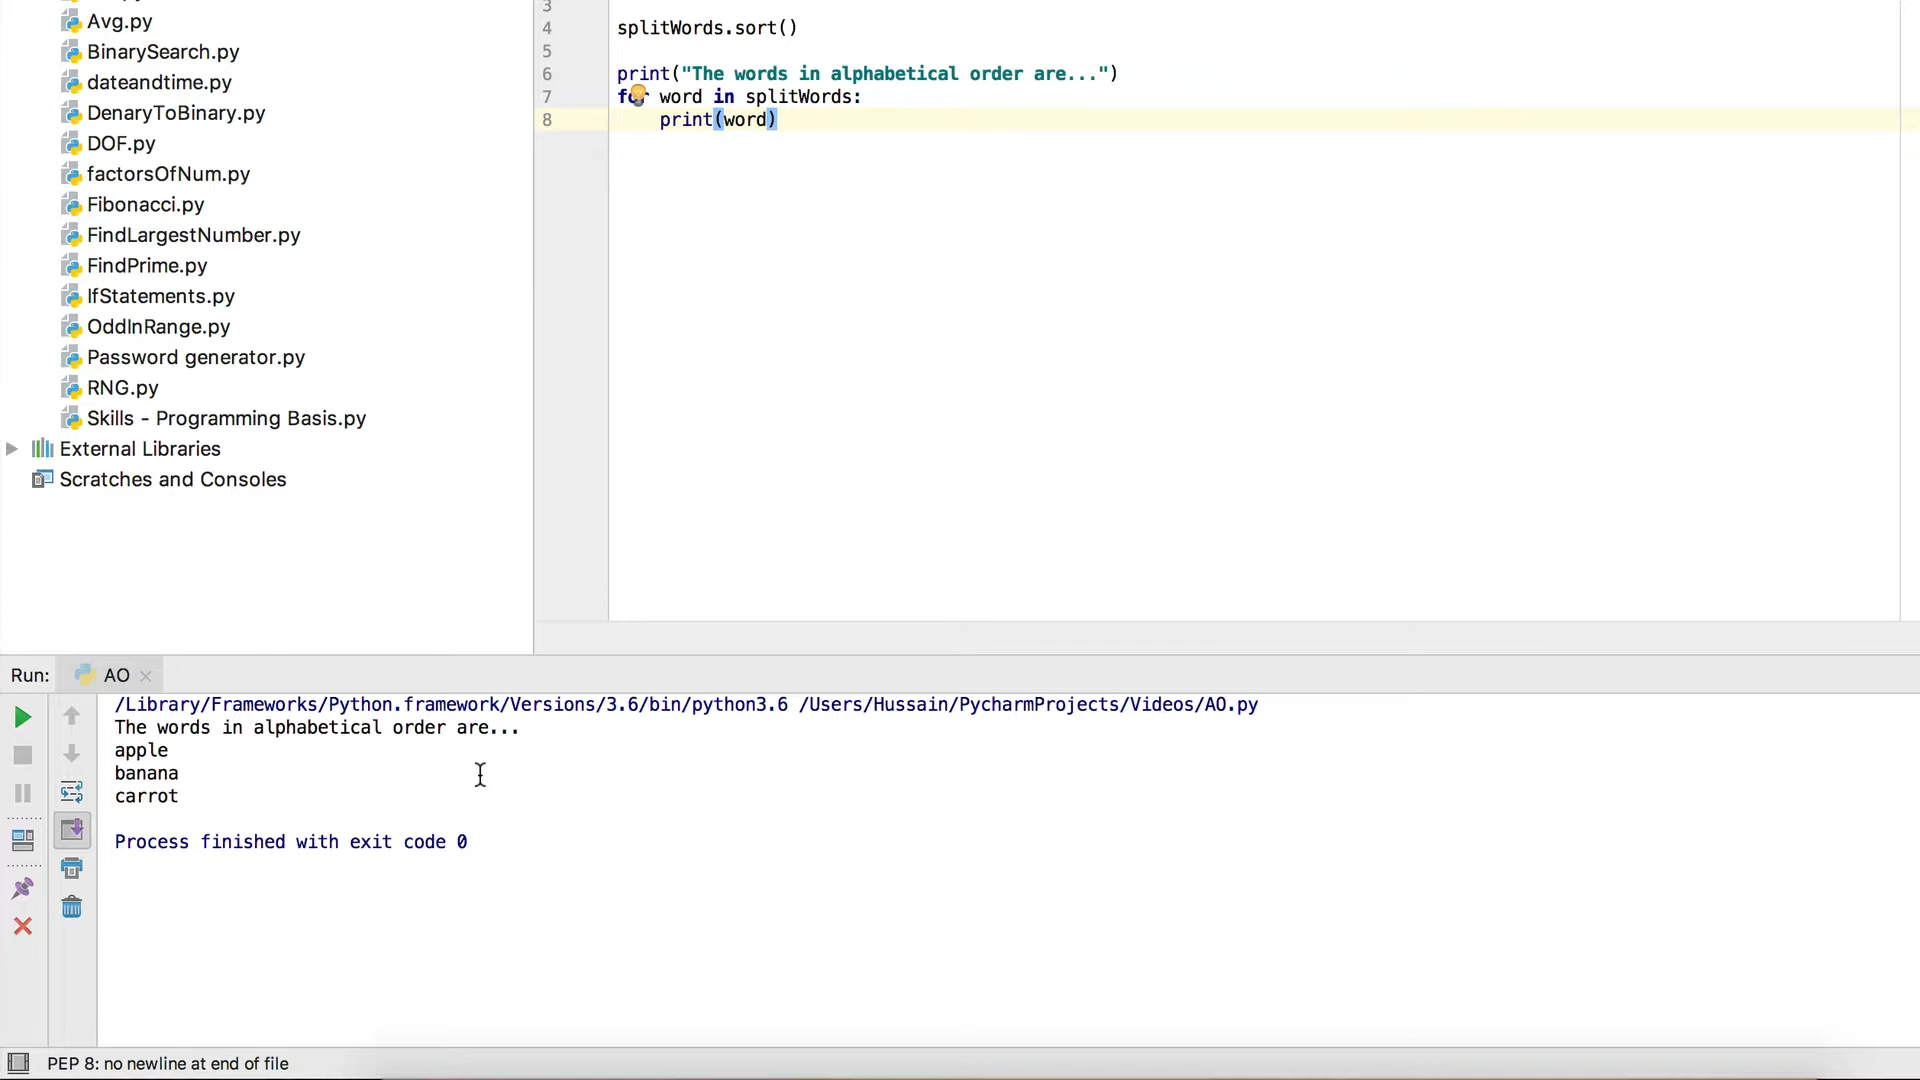 Avg.py
BinarySearch.py
dateandtime.py
DenaryToBinary.py
DOF.py
factorsOfNum.py
Fibonacci.py
FindLargestNumber.py
FindPrime.py
IfStatements.py
OddInRange.py
Password generator.py
RNG.py
Skills - Programming Basis.py
External Libraries
Scratches and Consoles
3
4 splitWords.sort()
5
6 print("The words in alphabetical order are...")
7 for word in splitWords:
8 print(word)
Run: AO
/Library/Frameworks/Python.framework/Versions/3.6/bin/python3.6 /Users/Hussain/PycharmProjects/Videos/AO.py
The words in alphabetical order are...
apple
banana
carrot
Process finished with exit code 0
PEP 8: no newline at end of file